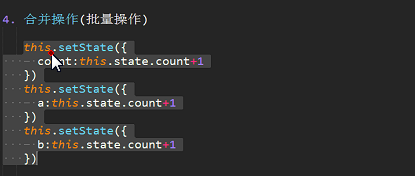 4. 合并操作(批量操作)
this.setState({
count:this.state.count+1
})
this.setState({
a:this.state.count+1
})
this.setState({
b:this.state.count+1
})